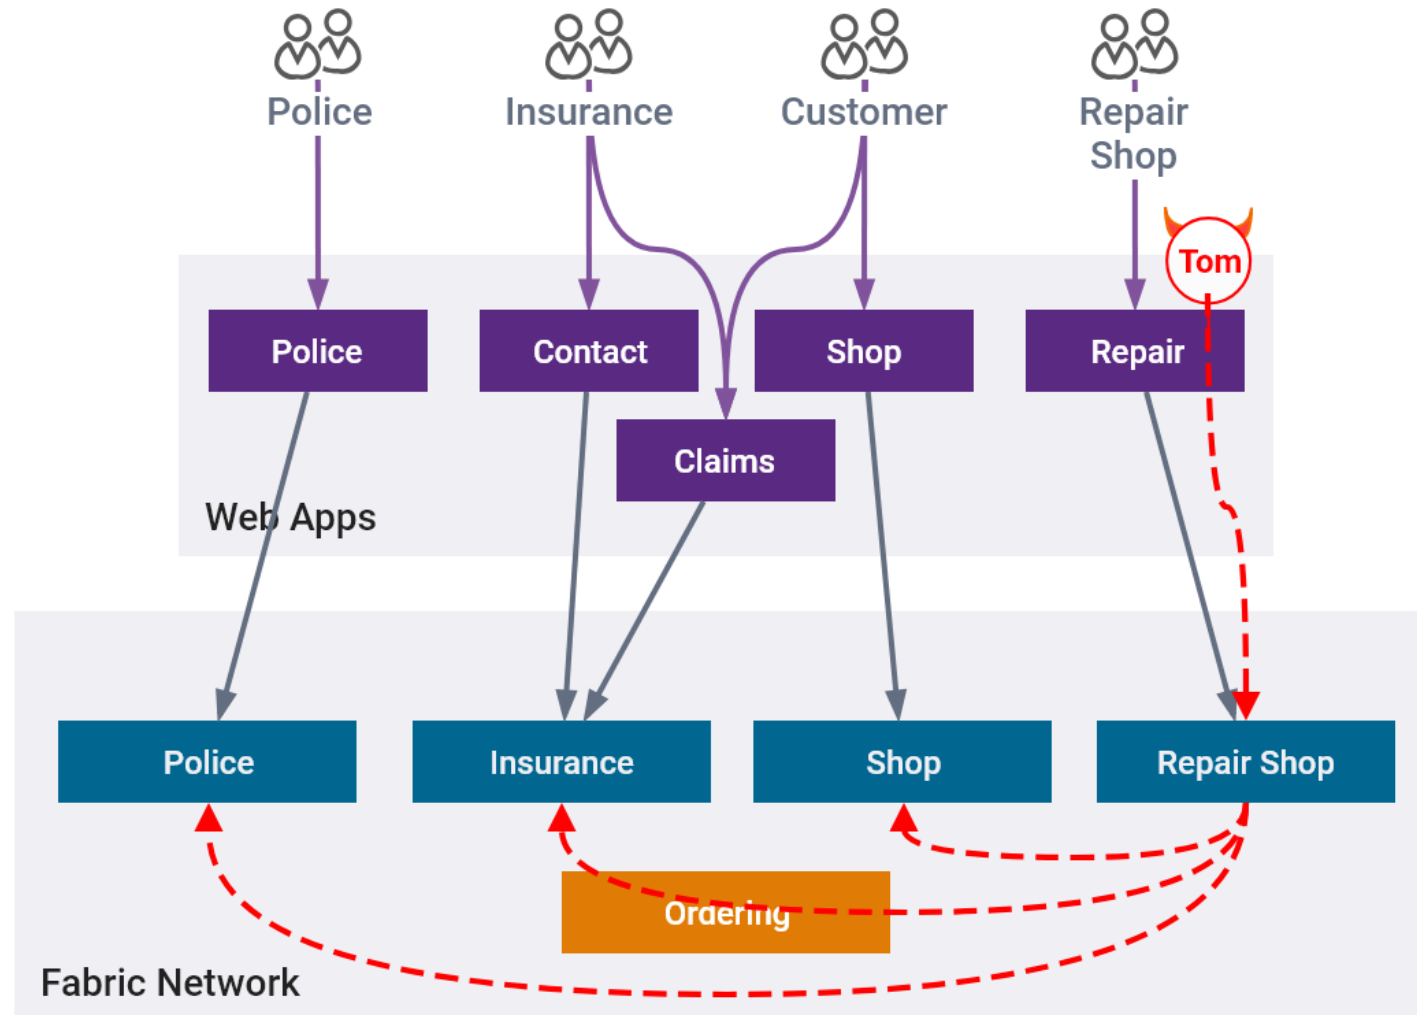 Police
Insurance
Customer
Repair
Shop
Tom
Police
Contact
Shop
Repair
Claims
Web Apps
Police
Insurance
Shop
Repair Shop
Ordering
Fabric Network